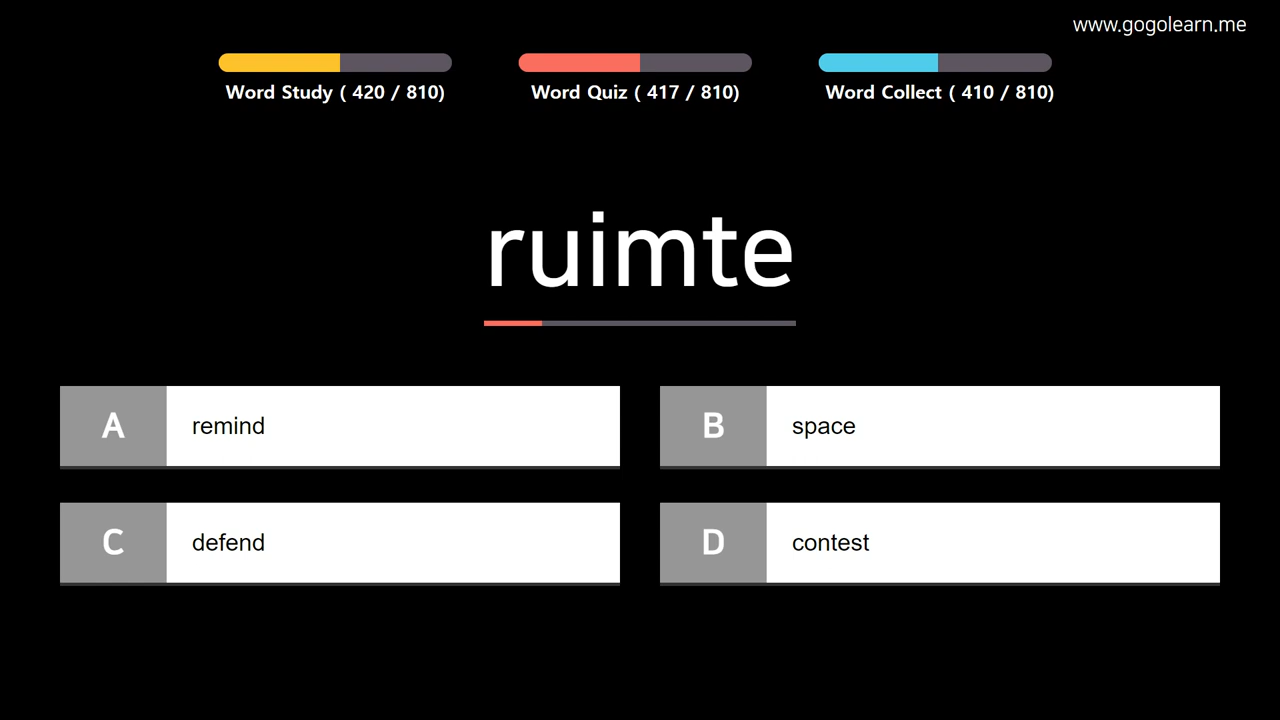 www.gogolearn.me
Word Study ( 420 / 810)
Word Quiz ( 417 / 810)
Word Collect ( 410 / 810)
ruimte
A remind
B space
C defend
D contest